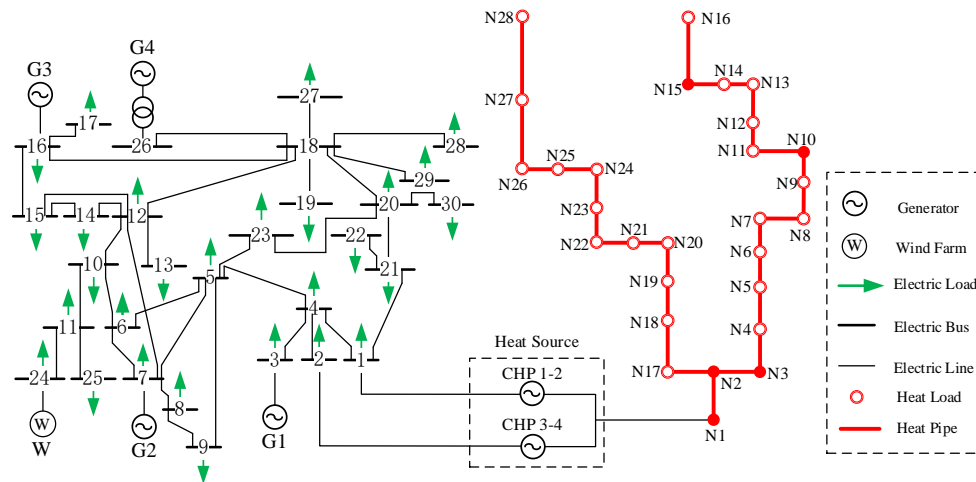 N28
N16
G3
G4
N14
N13
N15
27
N27
N12
17
16
26
18
28
N11
N10
N25
N24
29
N26
N9
19
20
30
15
14
12
N23
N7
Generator
23
22
N8
N22
N21
N20
N6
Wind Farm
W
10
13
5
21
N19
N5
Electric Load
4
11
6
N18
N4
Electric Bus
Heat Source
3
2
1
CHP 1-2
Electric Line
24
25
7
N17
N2
N3
8
Heat Load
W
G2
G1
CHP 3-4
N1
Heat Pipe
W
9